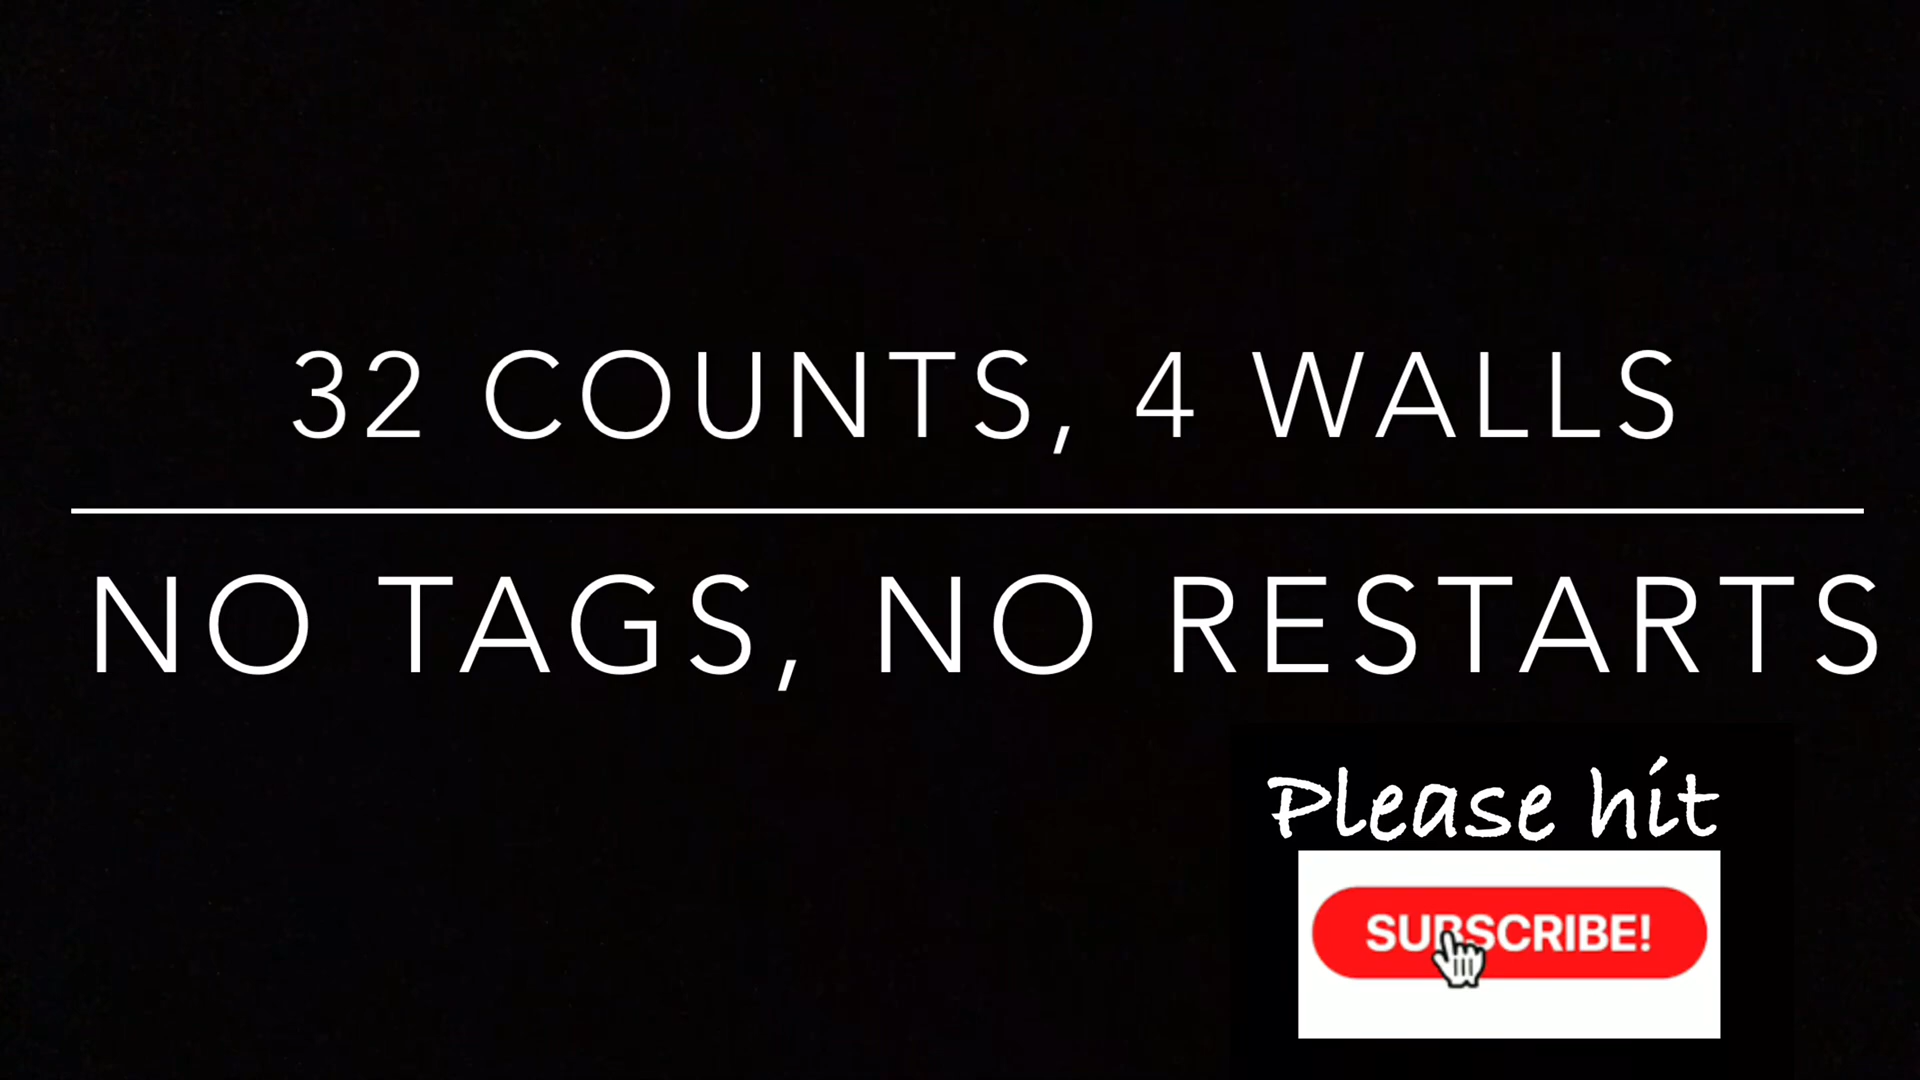 32 COUNTS, 4 WALLS
NO TAGS, NO RESTARTS
Please hit
SUBSCRIBE!